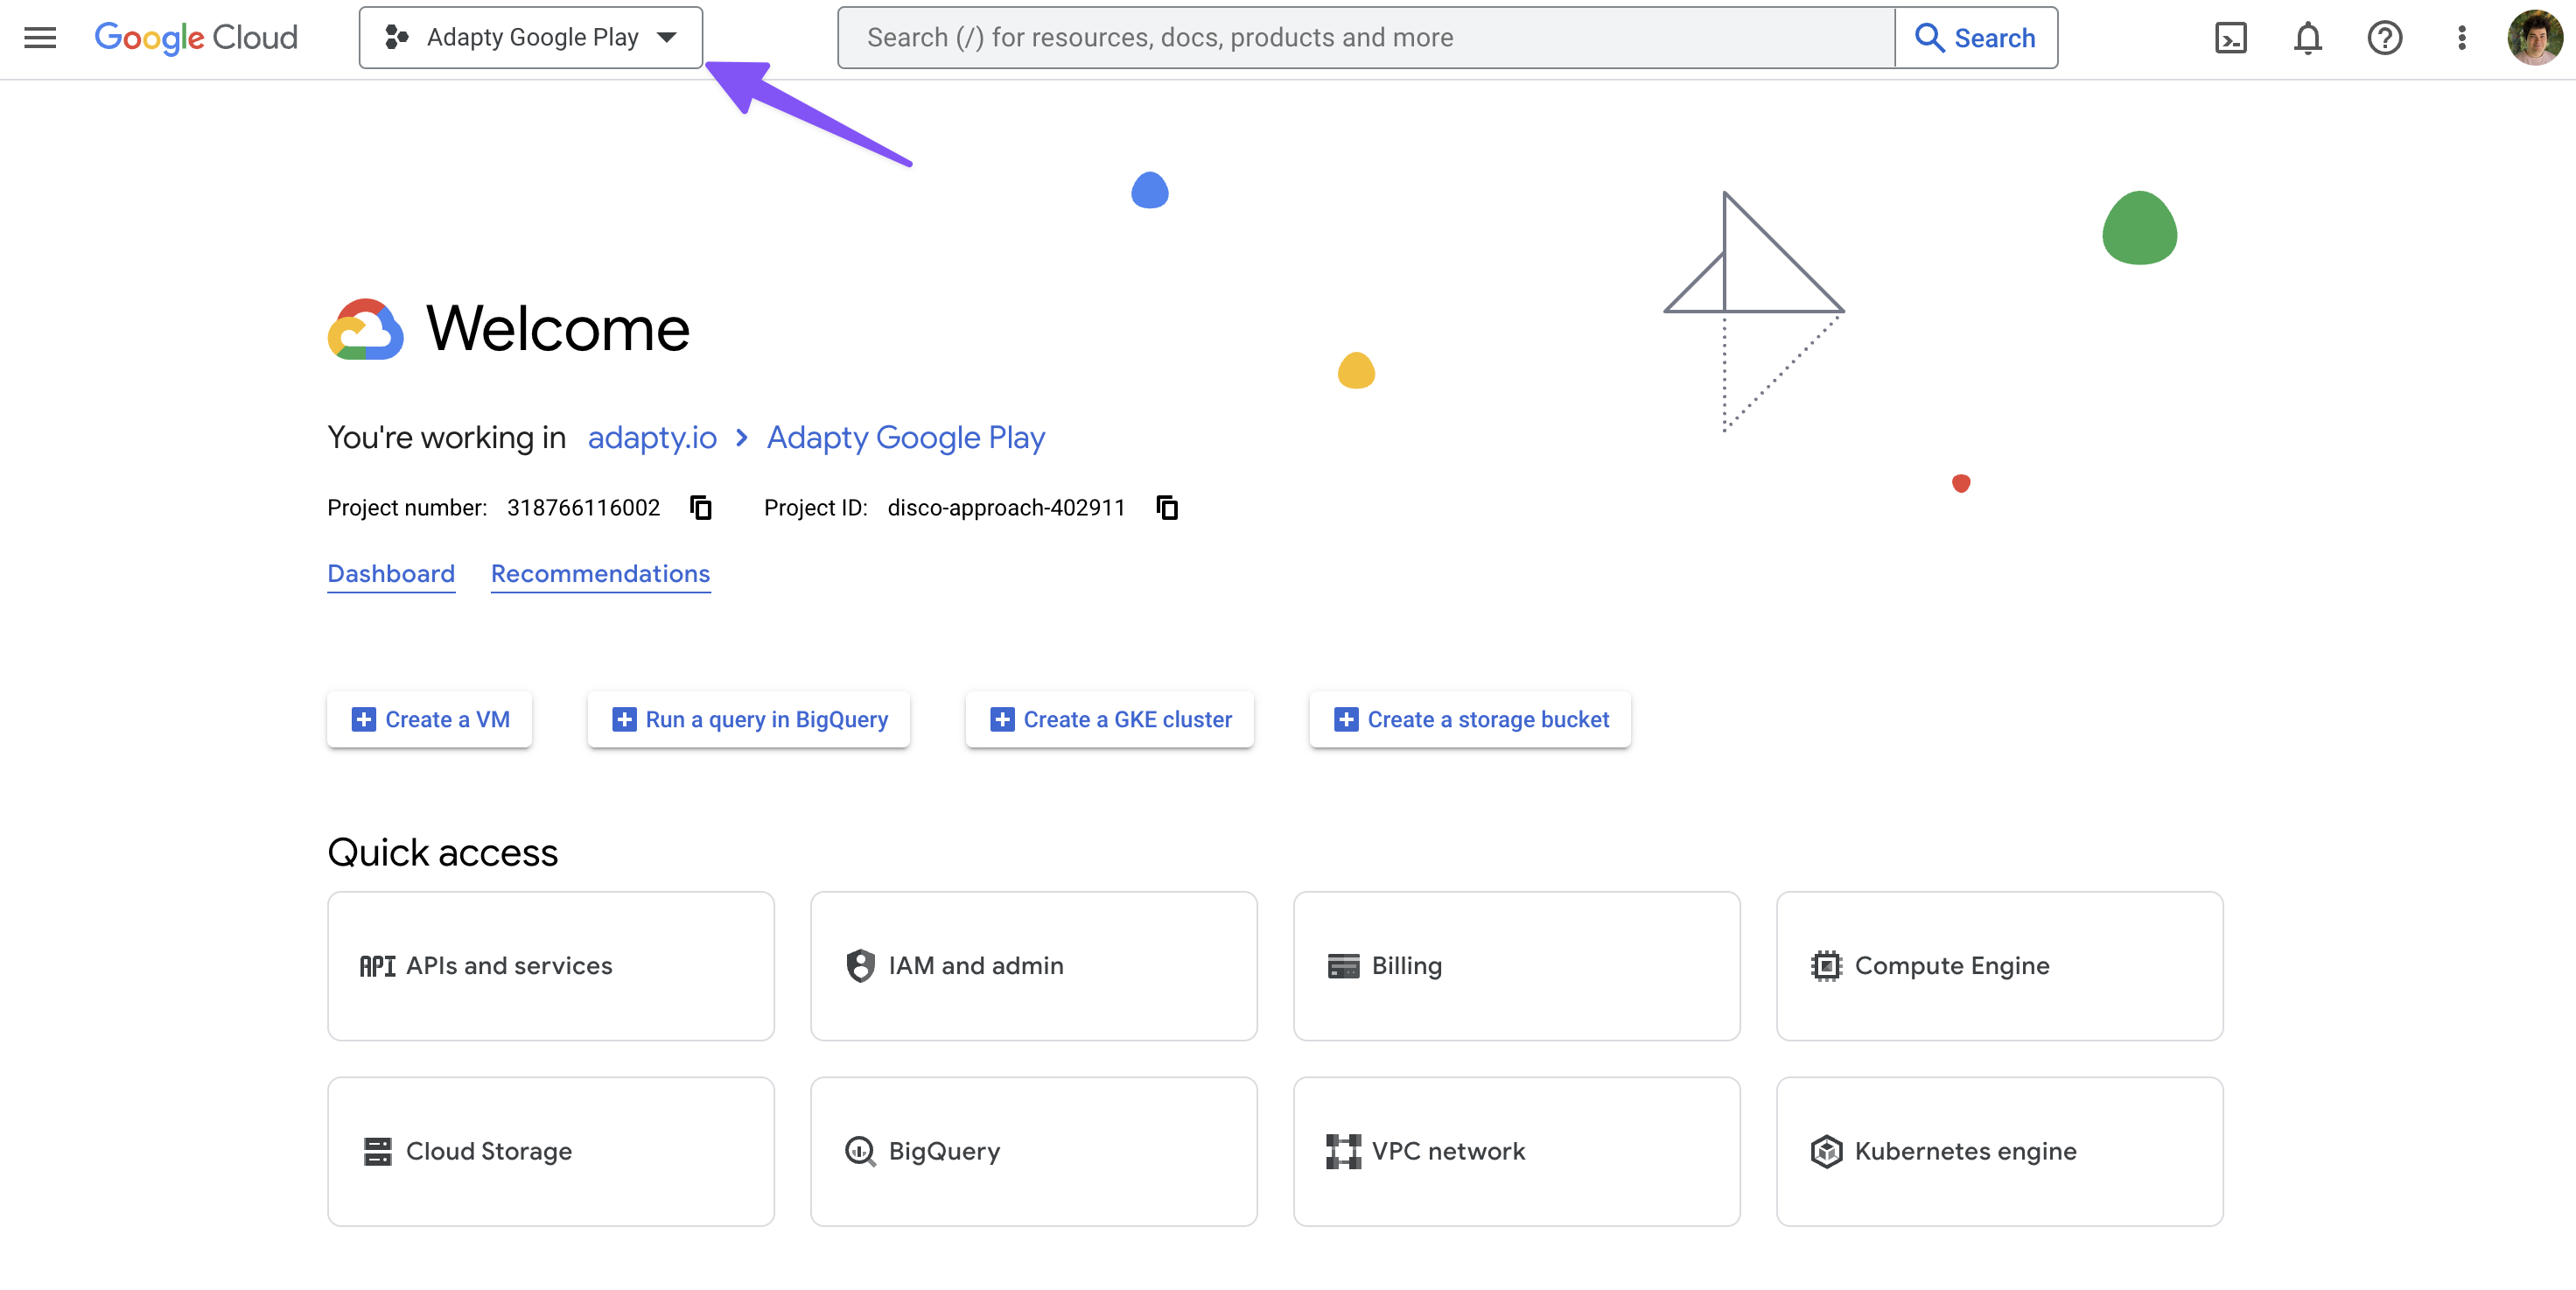 Google Cloud
Adapty Google Play
Search (/) for resources, docs, products and more
Search
Welcome
You're working in adapty.io > Adapty Google Play
Project number: 318766116002 Project ID: disco-approach-402911
Dashboard Recommendations
Create a VM
Run a query in BigQuery
Create a GKE cluster
Create a storage bucket
Quick access
API APIs and services
IAM and admin
Billing
Compute Engine
Cloud Storage
BigQuery
VPC network
Kubernetes engine